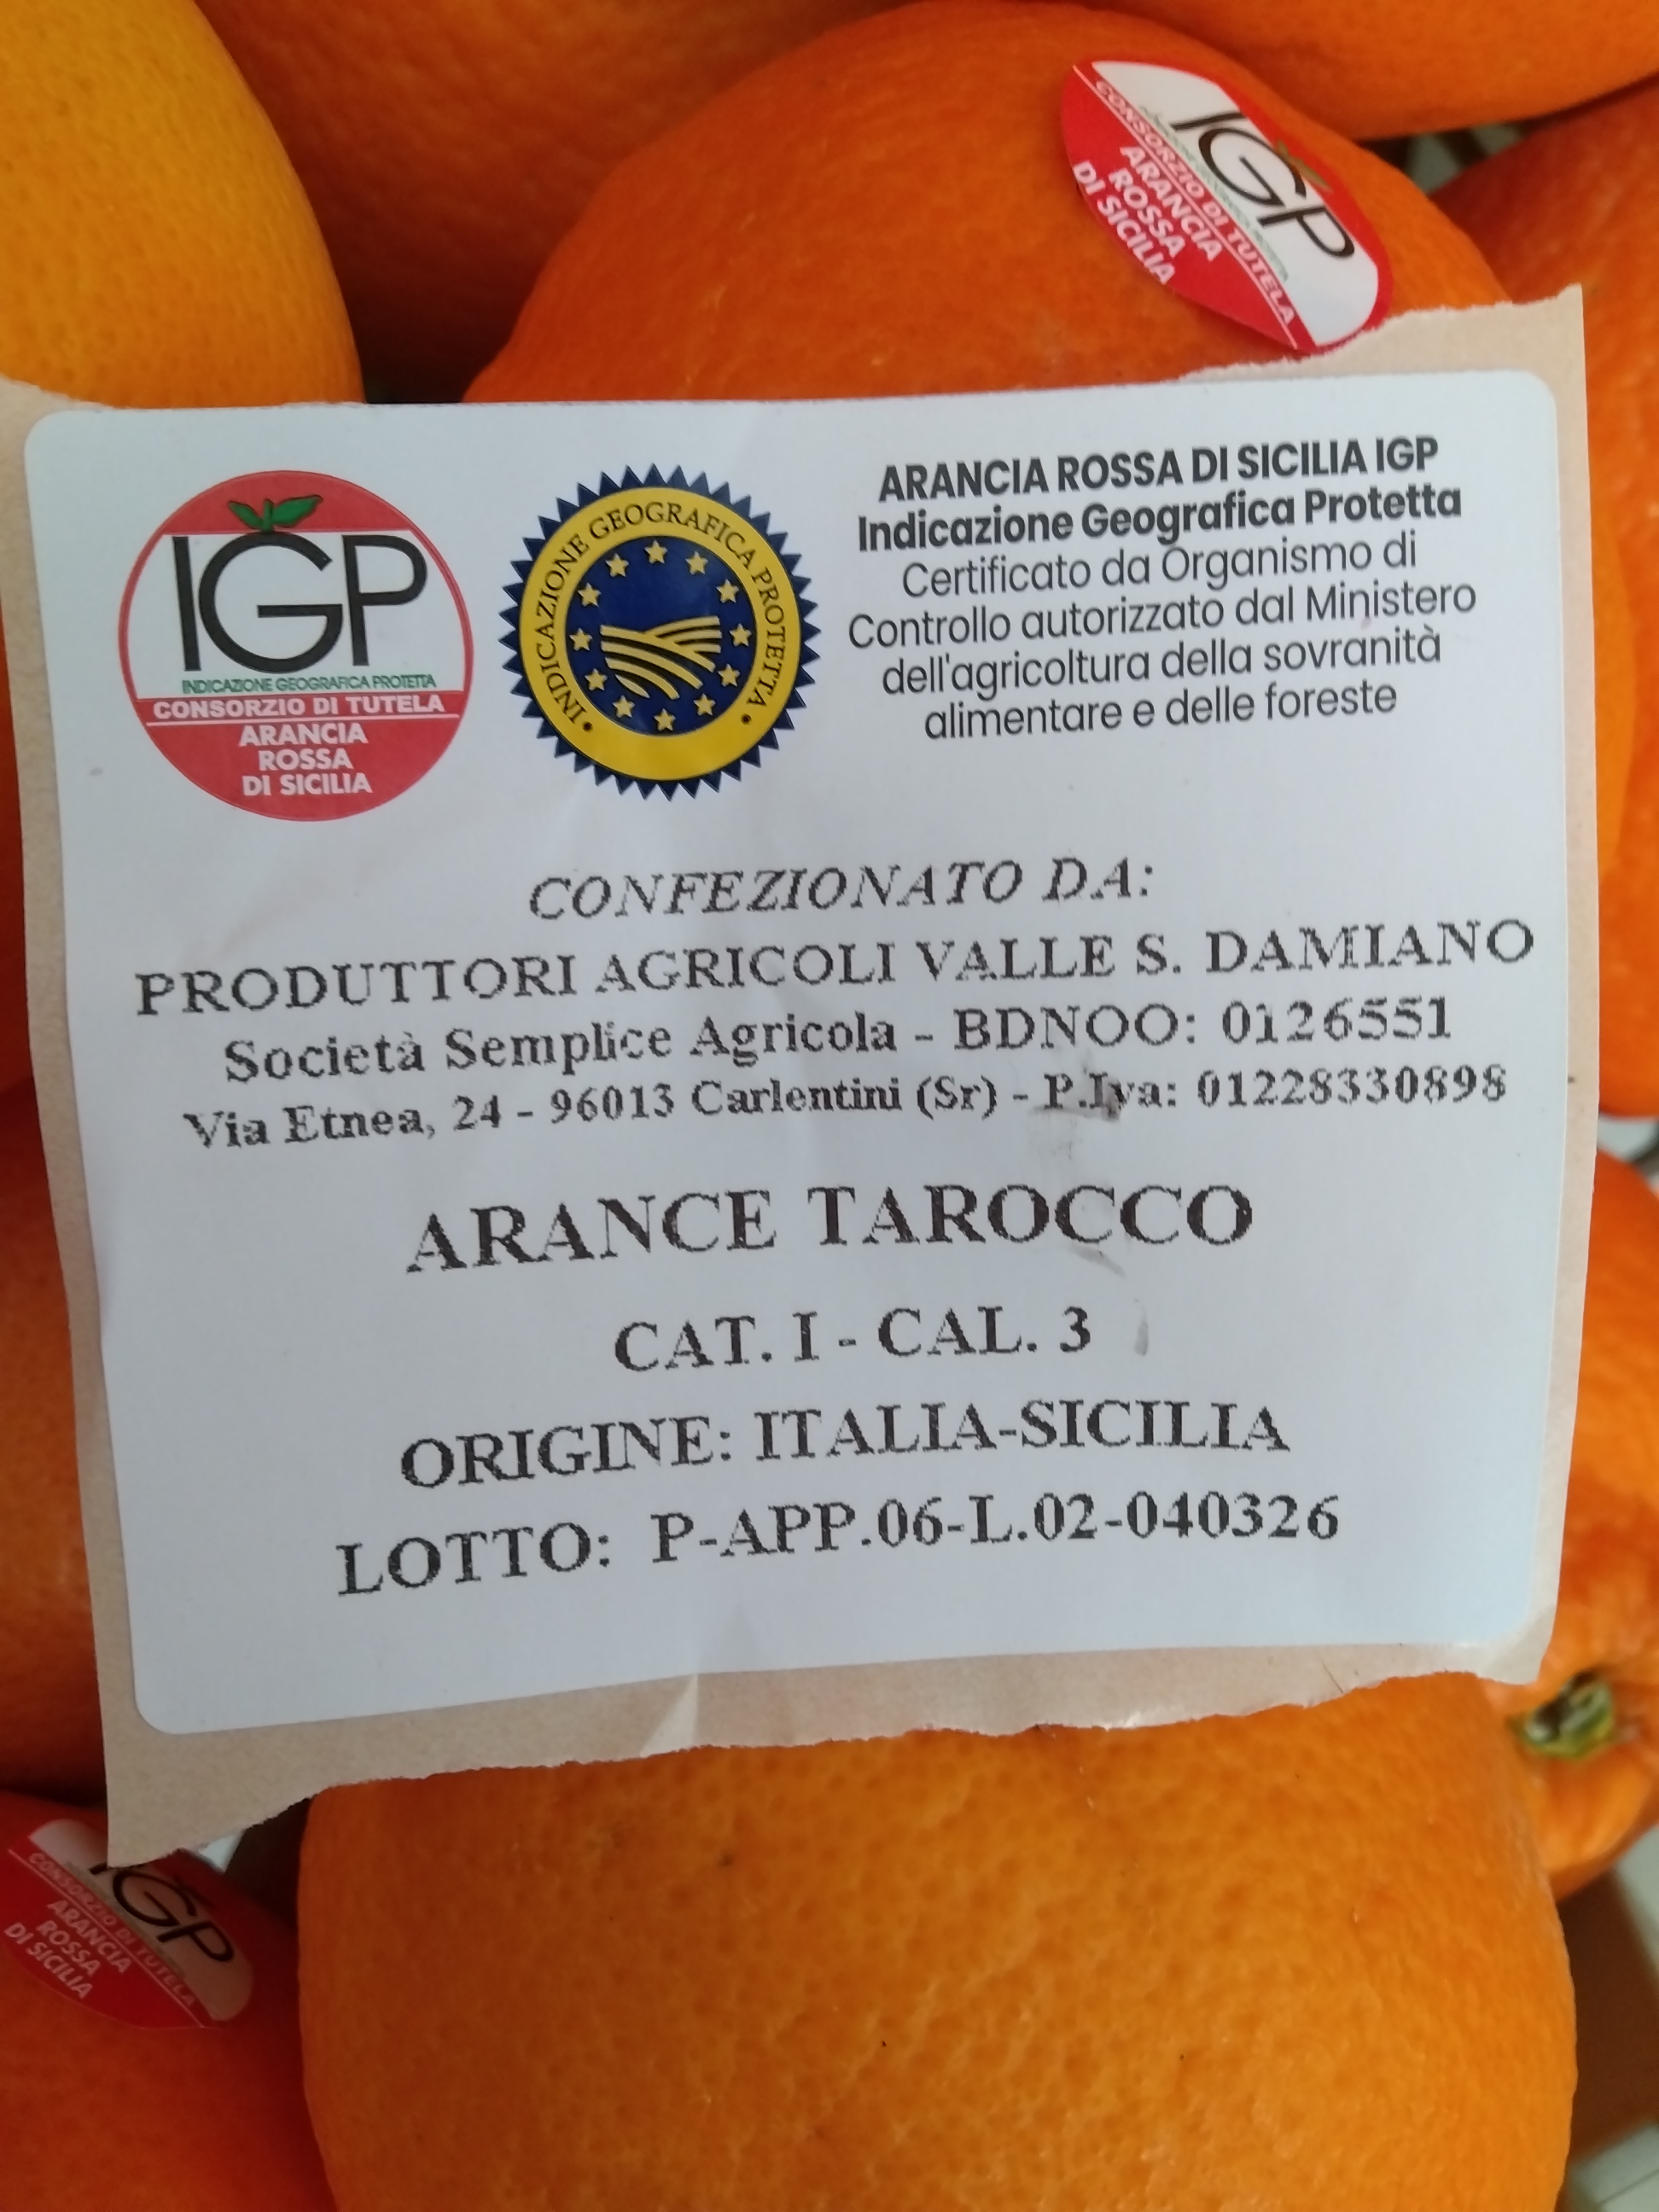 IGP
INDICAZIONE GEOGRAFICA PROTETTA
CONSORZIO DI TUTELA
ARANCIA
ROSSA
DI SICILIA
IGP
INDICAZIONE GEOGRAFICA PROTETTA
CONSORZIO DI TUTELA
ARANCIA
ROSSA
DI SICILIA
• INDICAZIONE GEOGRAFICA PROTETTA •
ARANCIA ROSSA DI SICILIA IGP
Indicazione Geografica Protetta
Certificato da Organismo di
Controllo autorizzato dal Ministero
dell'agricoltura della sovranità
alimentare e delle foreste
CONFEZIONATO DA:
PRODUTTORI AGRICOLI VALLE S. DAMIANO
Società Semplice Agricola - BDNOO: 0126551
Via Etnea, 24 - 96013 Carlentini (Sr) - P.Iva: 01228330898
ARANCE TAROCCO
CAT. I - CAL. 3
ORIGINE: ITALIA-SICILIA
LOTTO: P-APP.06-L.02-040326
IGP
CONSORZIO DI TUTELA
ARANCIA
ROSSA
DI SICILIA